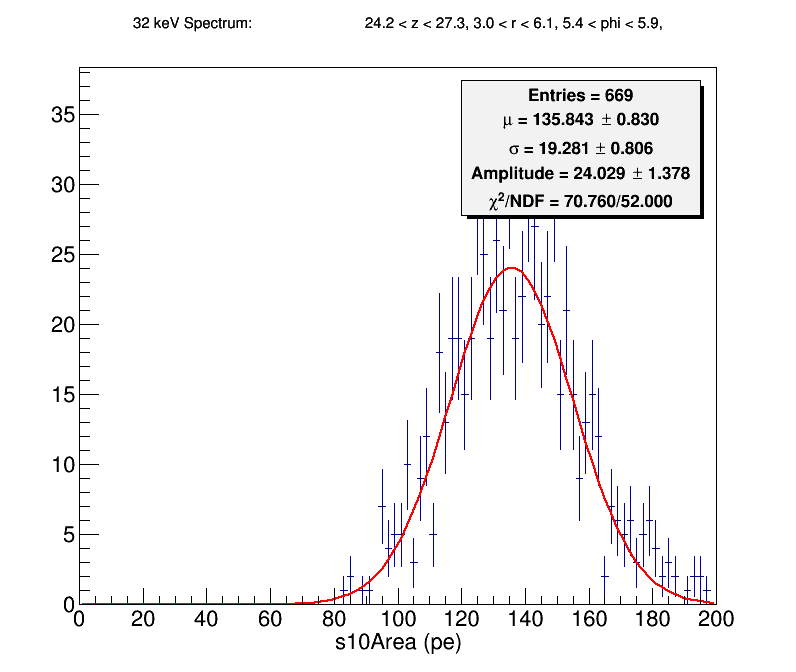 32 keV Spectrum: 24.2 < z < 27.3, 3.0 < r < 6.1, 5.4 < phi < 5.9,
Entries = 669
μ = 135.843 ± 0.830
σ = 19.281 ± 0.806
Amplitude = 24.029 ± 1.378
χ²/NDF = 70.760/52.000
35
30
25
20
15
10
5
0
0 20 40 60 80 100 120 140 160 180 200
s10Area (pe)